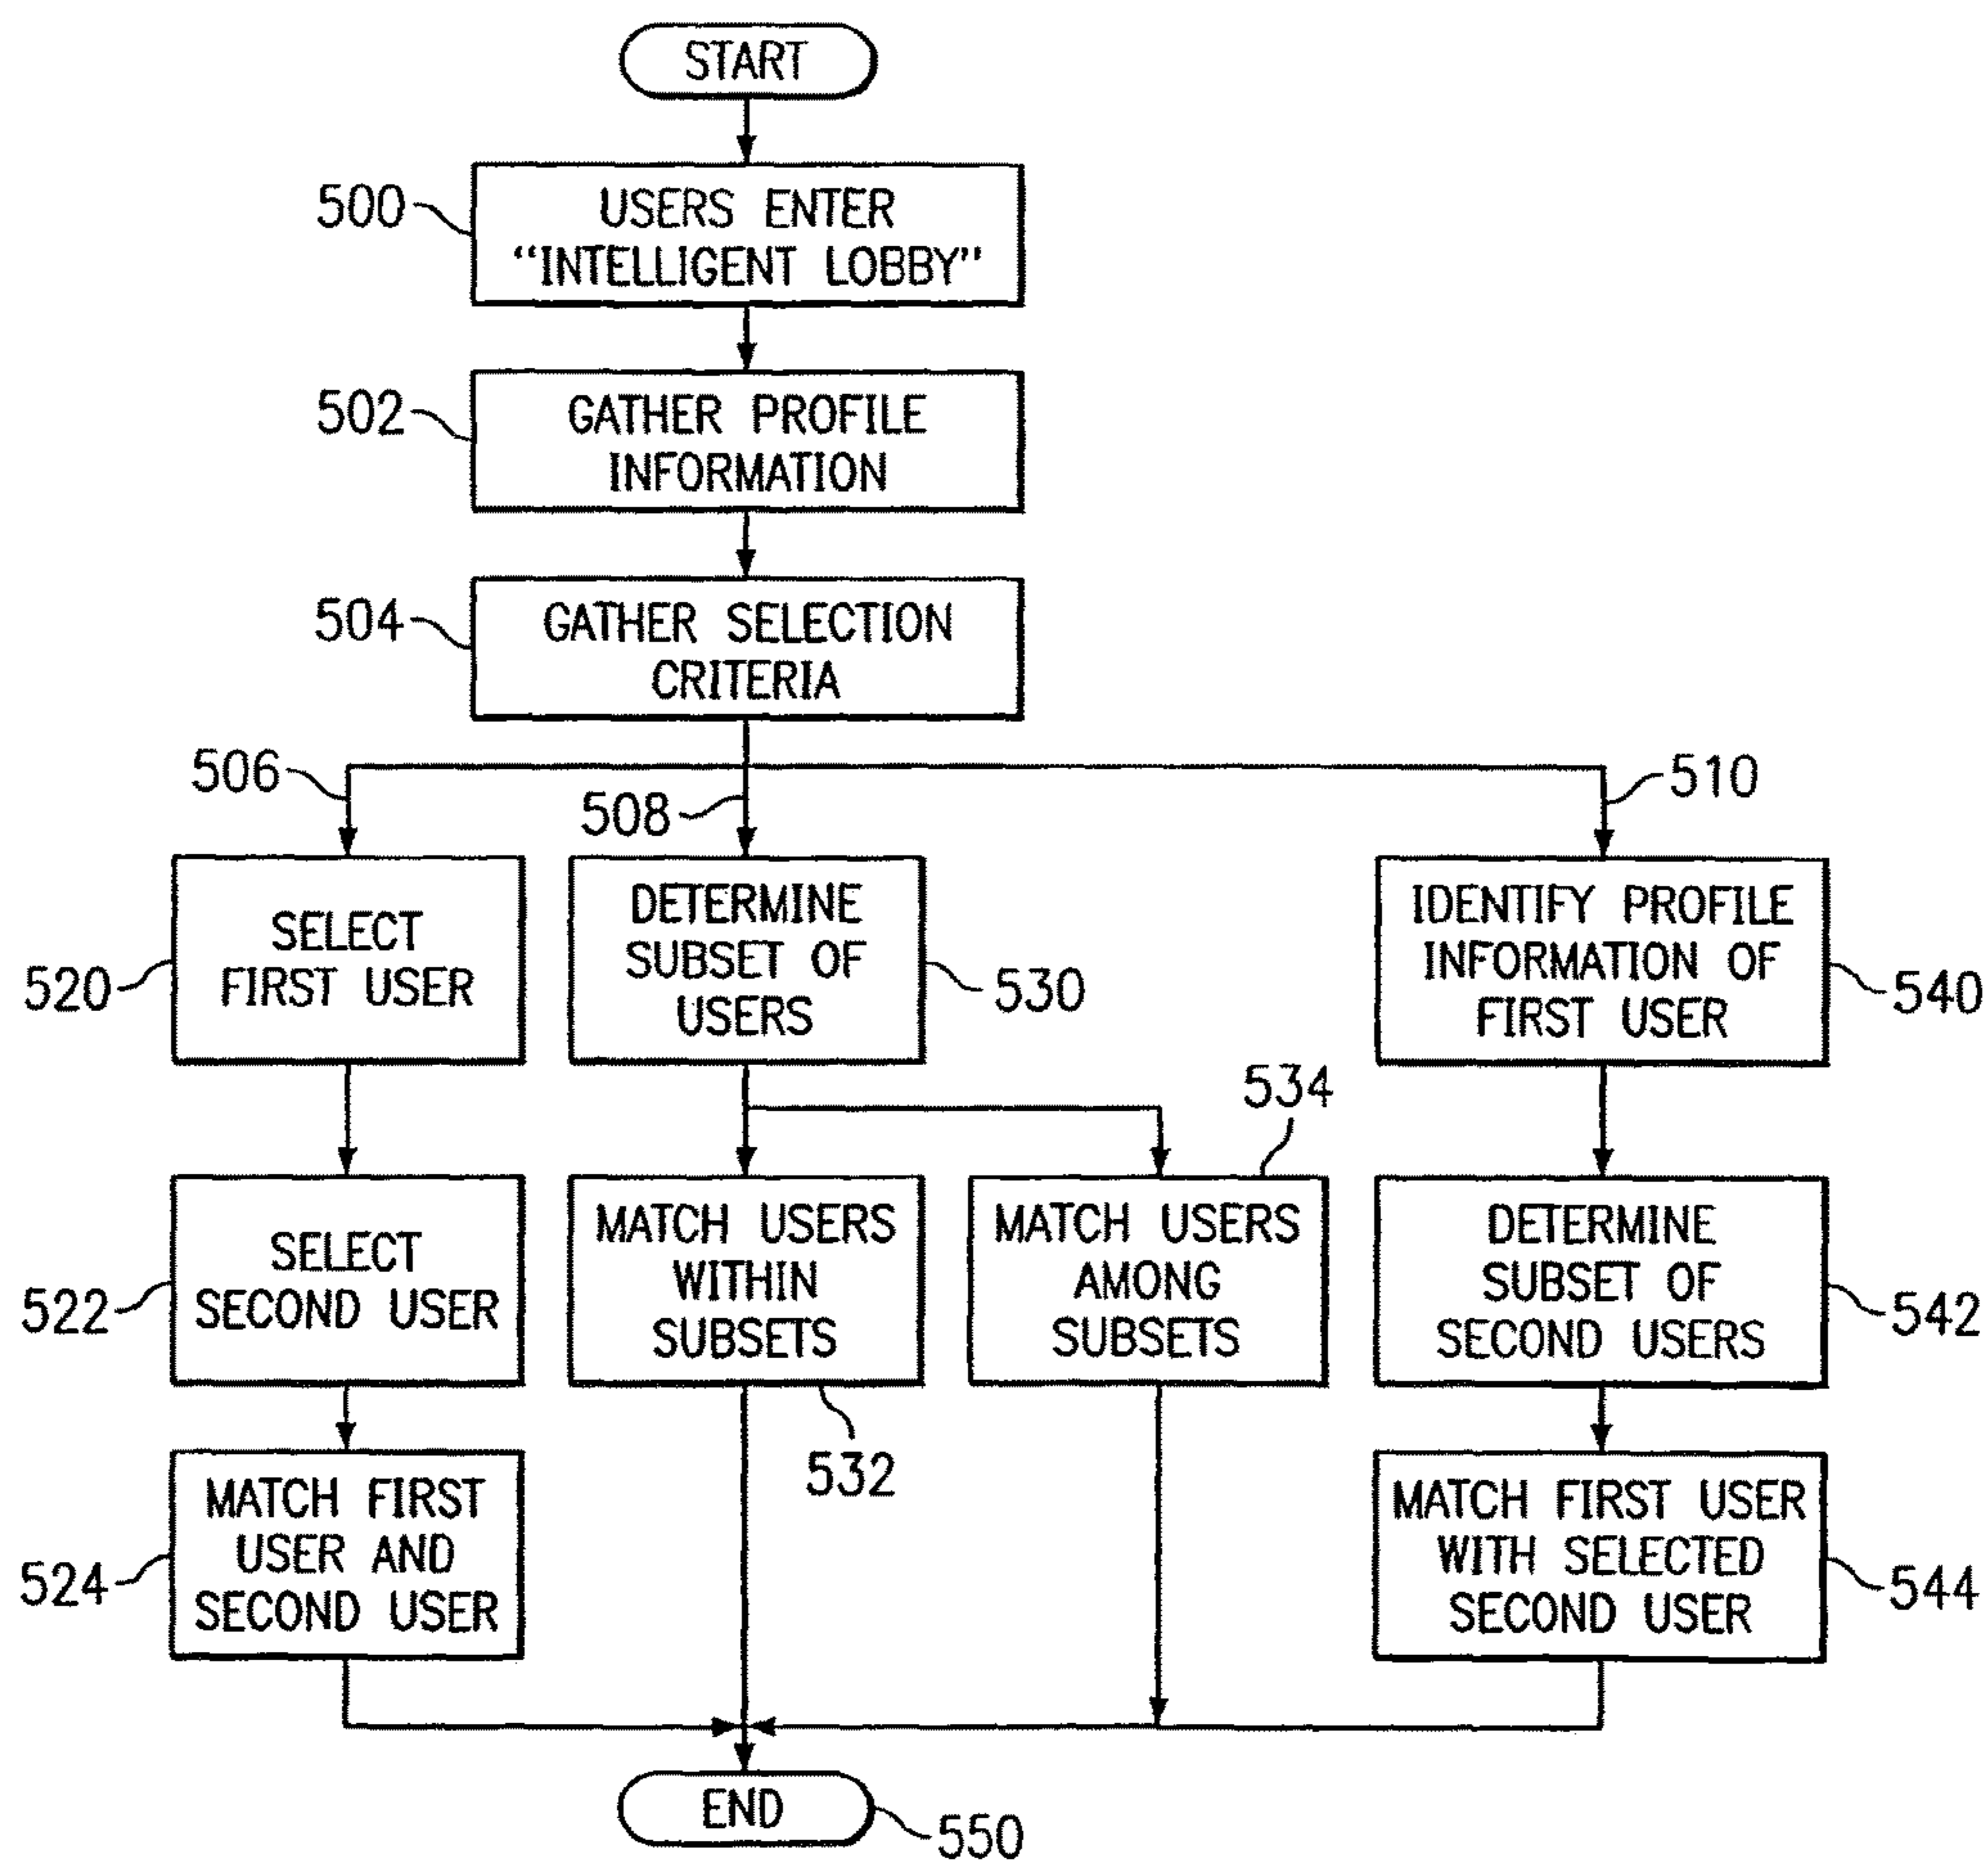 START
500
USERS ENTER
“INTELLIGENT LOBBY”
502
GATHER PROFILE
INFORMATION
504
GATHER SELECTION
CRITERIA
506
508
510
SELECT
FIRST USER
520
DETERMINE
SUBSET OF
USERS
530
IDENTIFY PROFILE
INFORMATION OF
FIRST USER
540
534
SELECT
SECOND USER
522
MATCH USERS
WITHIN
SUBSETS
532
MATCH USERS
AMONG
SUBSETS
DETERMINE
SUBSET OF
SECOND USERS
542
MATCH FIRST
USER AND
SECOND USER
524
MATCH FIRST USER
WITH SELECTED
SECOND USER
544
END
550